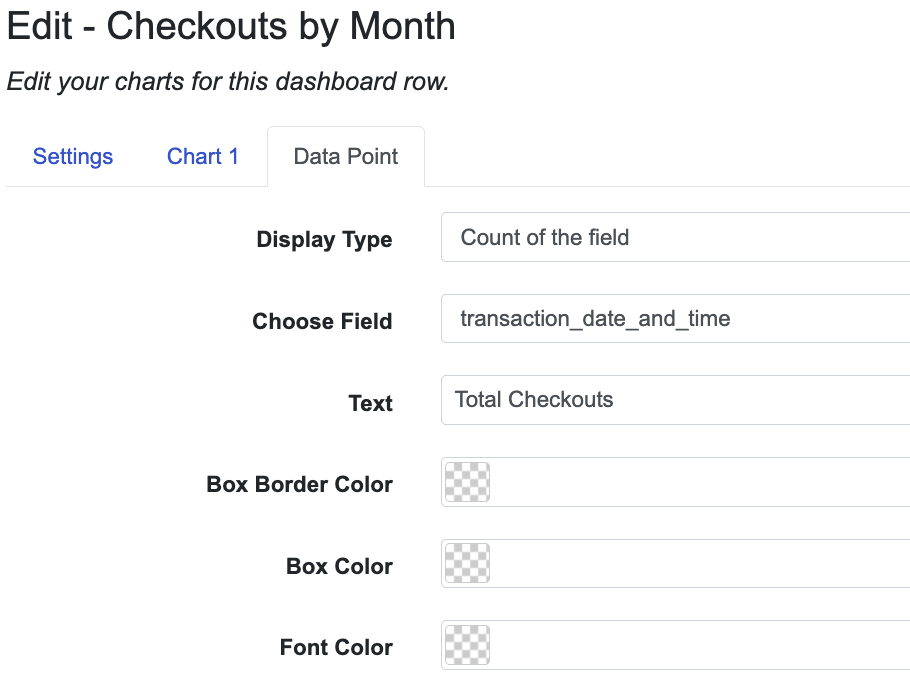 Edit - Checkouts by Month
Edit your charts for this dashboard row.
Settings Chart 1 Data Point
Display Type Count of the field
Choose Field transaction_date_and_time
Text Total Checkouts
Box Border Color
Box Color
Font Color